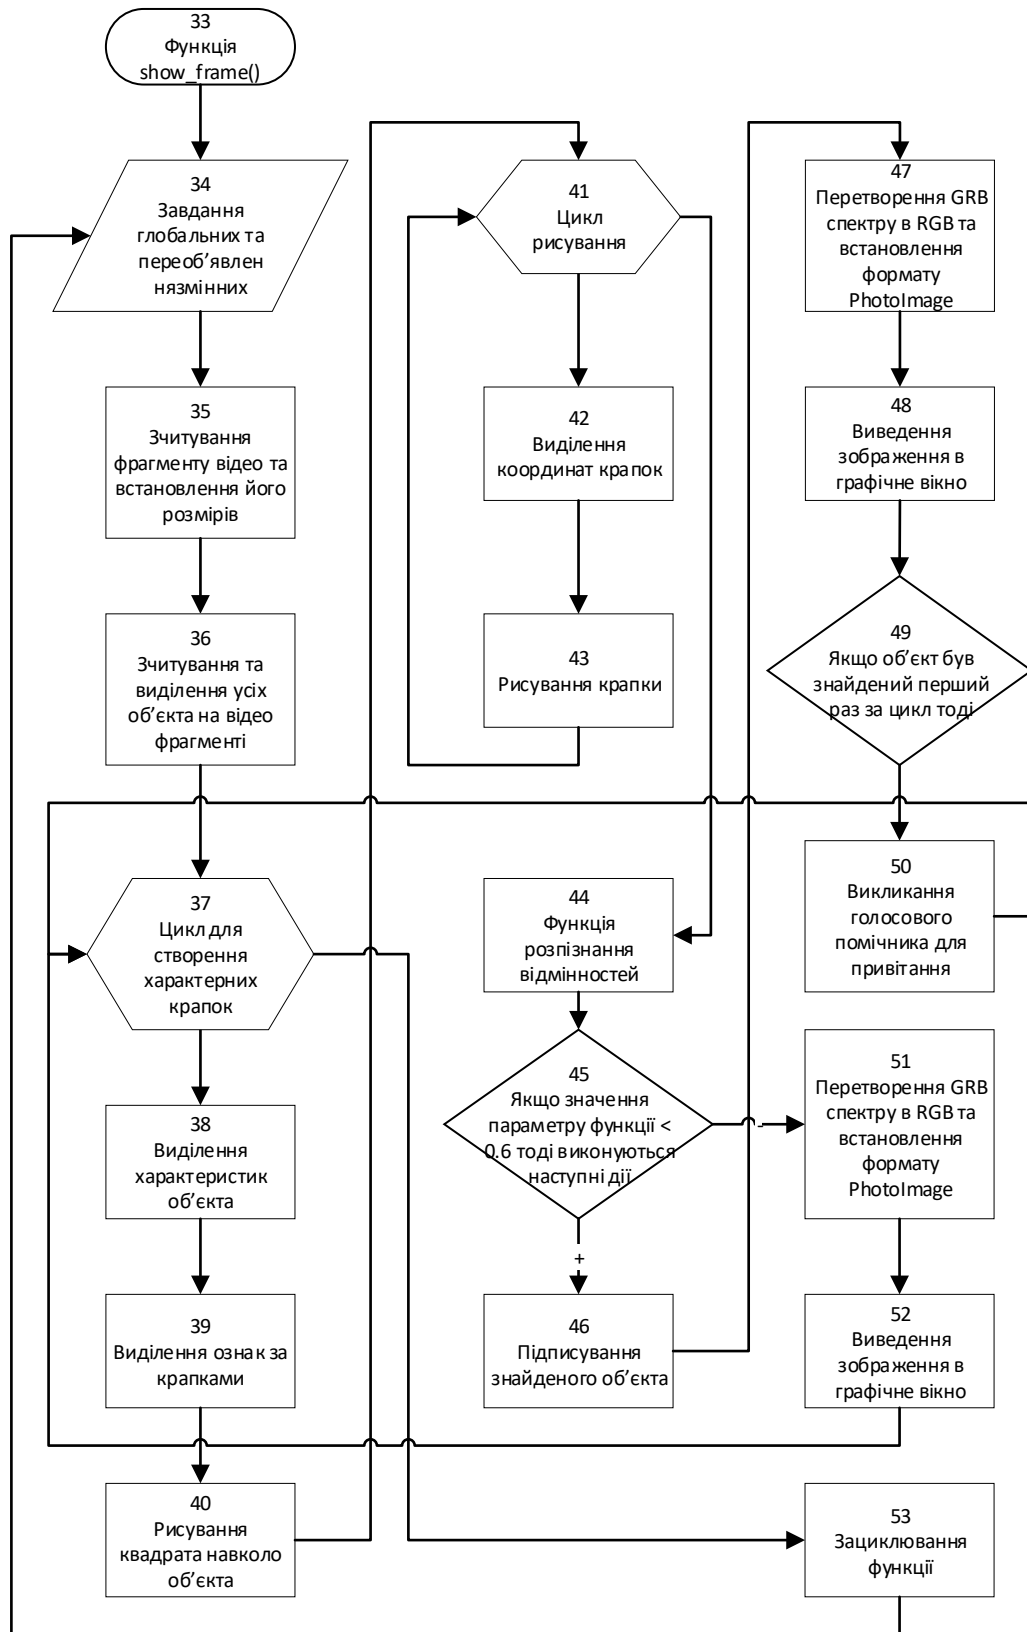 33
Функція
show_frame()
34
Завдання
глобальних та
переоб’явлен
нязмінних
35
Зчитування
фрагменту відео та
встановлення його
розмірів
36
Зчитування та
виділення усіх
об’єкта на відео
фрагменті
37
Цикл для
створення
характерних
крапок
38
Виділення
характеристик
об’єкта
39
Виділення ознак за
крапками
40
Рисування
квадрата навколо
об’єкта
41
Цикл
рисування
42
Виділення
координат крапок
43
Рисування крапки
44
Функція
розпізнання
відмінностей
45
Якщо значення
параметру функції <
0.6 тоді виконуються
наступні дії
-
+
46
Підписування
знайденого об’єкта
47
Перетворення GRB
спектру в RGB та
встановлення
формату
PhotoImage
48
Виведення
зображення в
графічне вікно
49
Якщо об’єкт був
знайдений перший
раз за цикл тоді
50
Викликання
голосового
помічника для
привітання
51
Перетворення GRB
спектру в RGB та
встановлення
формату
PhotoImage
52
Виведення
зображення в
графічне вікно
53
Зациклювання
функції